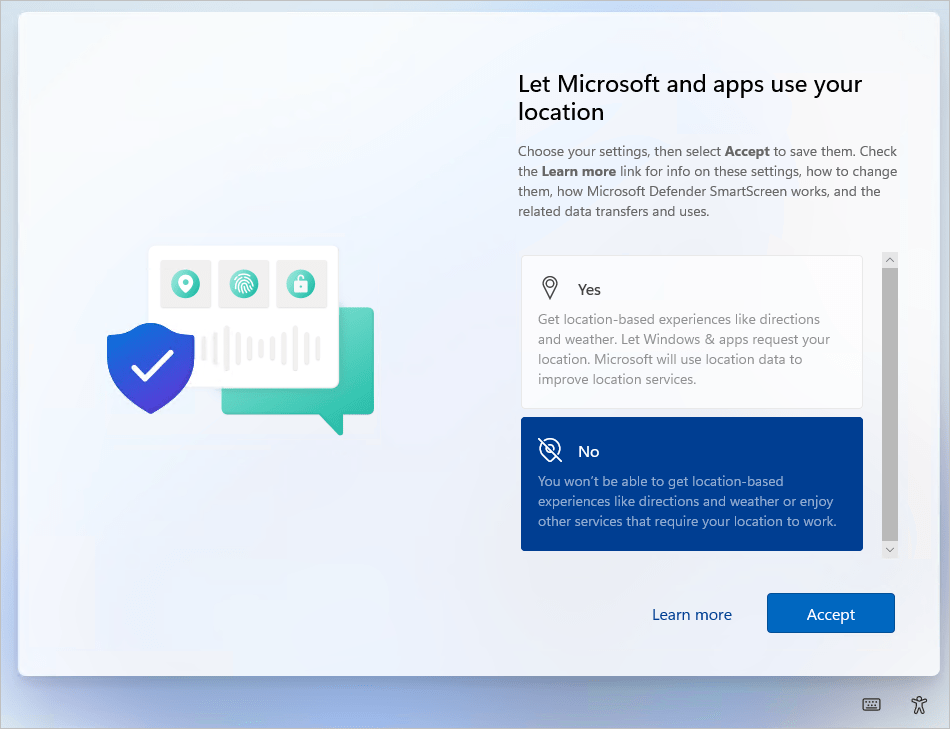 Let Microsoft and apps use your
location
Choose your settings, then select Accept to save them. Check
the Learn more link for info on these settings, how to change
them, how Microsoft Defender SmartScreen works, and the
related data transfers and uses.
Yes
Get location-based experiences like directions
and weather. Let Windows & apps request your
location. Microsoft will use location data to
improve location services.
No
You won’t be able to get location-based
experiences like directions and weather or enjoy
other services that require your location to work.
Learn more
Accept